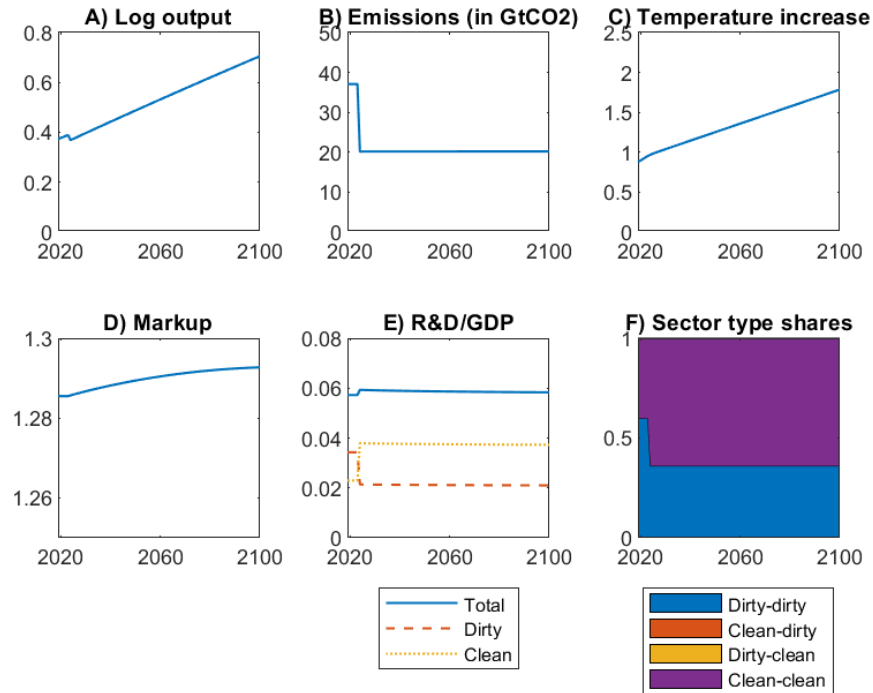 A) Log output
0.8
0.6
0.4
0.2
0
2020 2060 2100
B) Emissions (in GtCO2)
50
40
30
20
10
0
2020 2060 2100
C) Temperature increase
2.5
2
1.5
1
0.5
0
2020 2060 2100
D) Markup
1.3
1.28
1.26
2020 2060 2100
E) R&D/GDP
0.08
0.06
0.04
0.02
0
2020 2060 2100
Total
Dirty
Clean
F) Sector type shares
1
0.5
0
2020 2060 2100
Dirty-dirty
Clean-dirty
Dirty-clean
Clean-clean